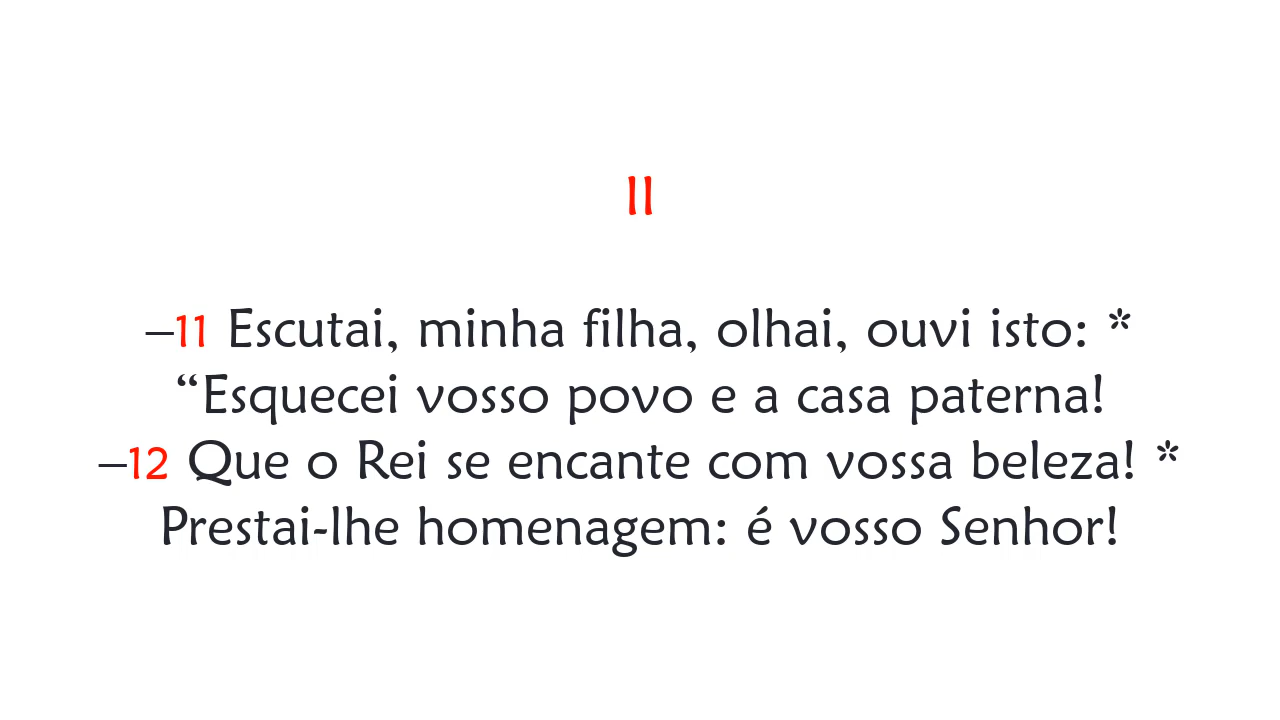 II
–11 Escutai, minha filha, olhai, ouvi isto: *
“Esquecei vosso povo e a casa paterna!
–12 Que o Rei se encante com vossa beleza! *
Prestai-lhe homenagem: é vosso Senhor!